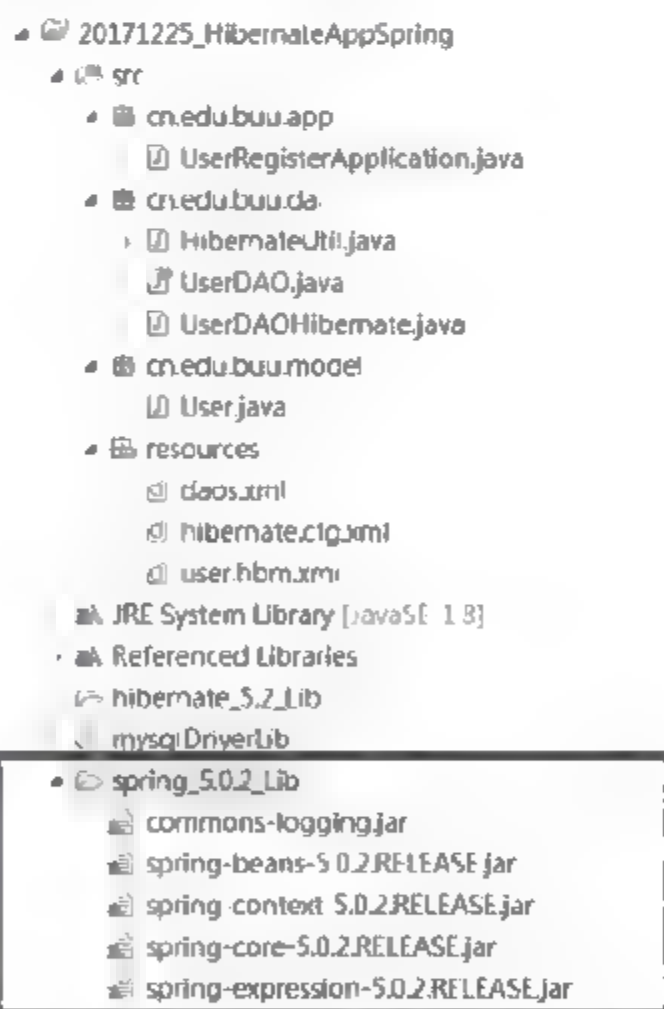 20171225_HibernateAppSpring
src
cn.edu.buu.app
UserRegisterApplication.java
cn.edu.buu.da
HibernateUtil.java
UserDAO.java
UserDAOHibernate.java
cn.edu.buu.model
User.java
resources
daos.xml
hibernate.cfg.xml
user.hbm.xml
JRE System Library [JavaSE-1.8]
Referenced Libraries
hibernate_5.2_Lib
mysqlDriverLib
spring_5.0.2_Lib
commons-logging.jar
spring-beans-5.0.2.RELEASE.jar
spring-context-5.0.2.RELEASE.jar
spring-core-5.0.2.RELEASE.jar
spring-expression-5.0.2.RELEASE.jar